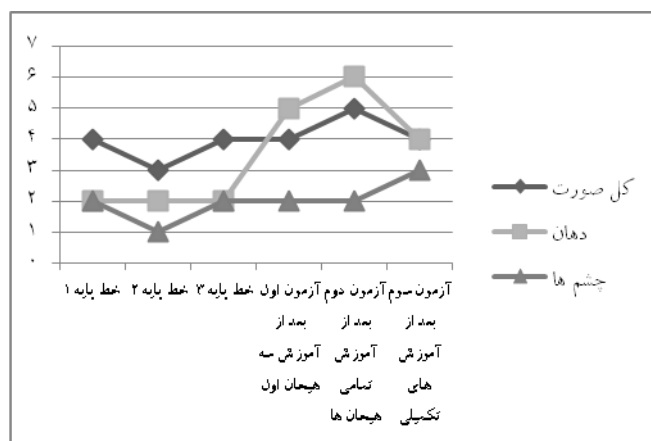 ۷
۶
۵
۴
۳
۲
۱
۰
خط پایه ۱
خط پایه ۲
خط پایه ۳
آزمون اول
بعد از
آموزش سه
هیجان اول
آزمون دوم
بعد از
آموزش
تمامی
هیجان ها
آزمون سوم
بعد از
آموزش
های
تکمیلی
کل صورت
دهان
چشم ها